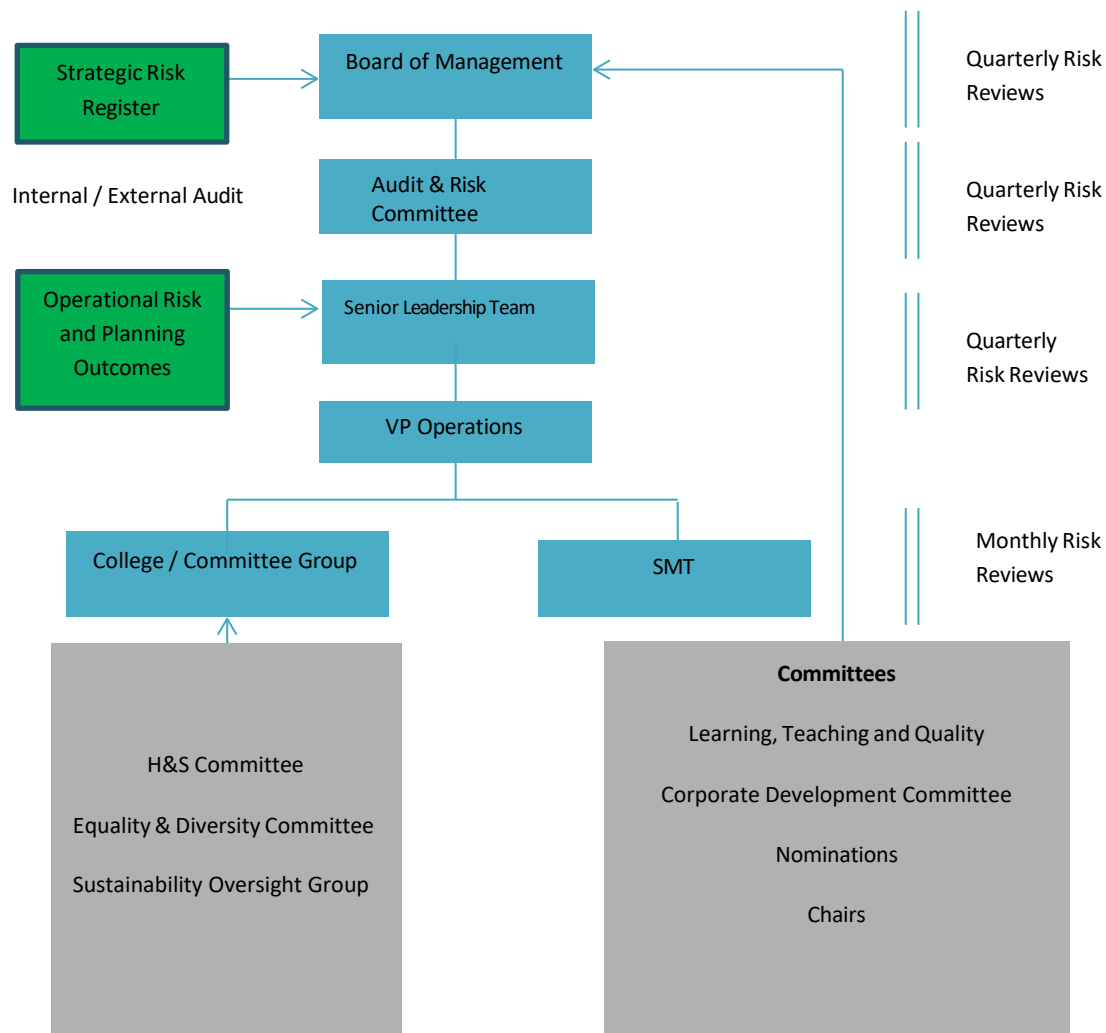 Strategic Risk
Register
Board of Management
Quarterly Risk
Reviews
Internal / External Audit
Audit & Risk
Committee
Quarterly Risk
Reviews
Operational Risk
and Planning
Outcomes
Senior Leadership Team
Quarterly
Risk Reviews
VP Operations
College / Committee Group
SMT
Monthly Risk
Reviews
H&S Committee
Equality & Diversity Committee
Sustainability Oversight Group
Committees
Learning, Teaching and Quality
Corporate Development Committee
Nominations
Chairs